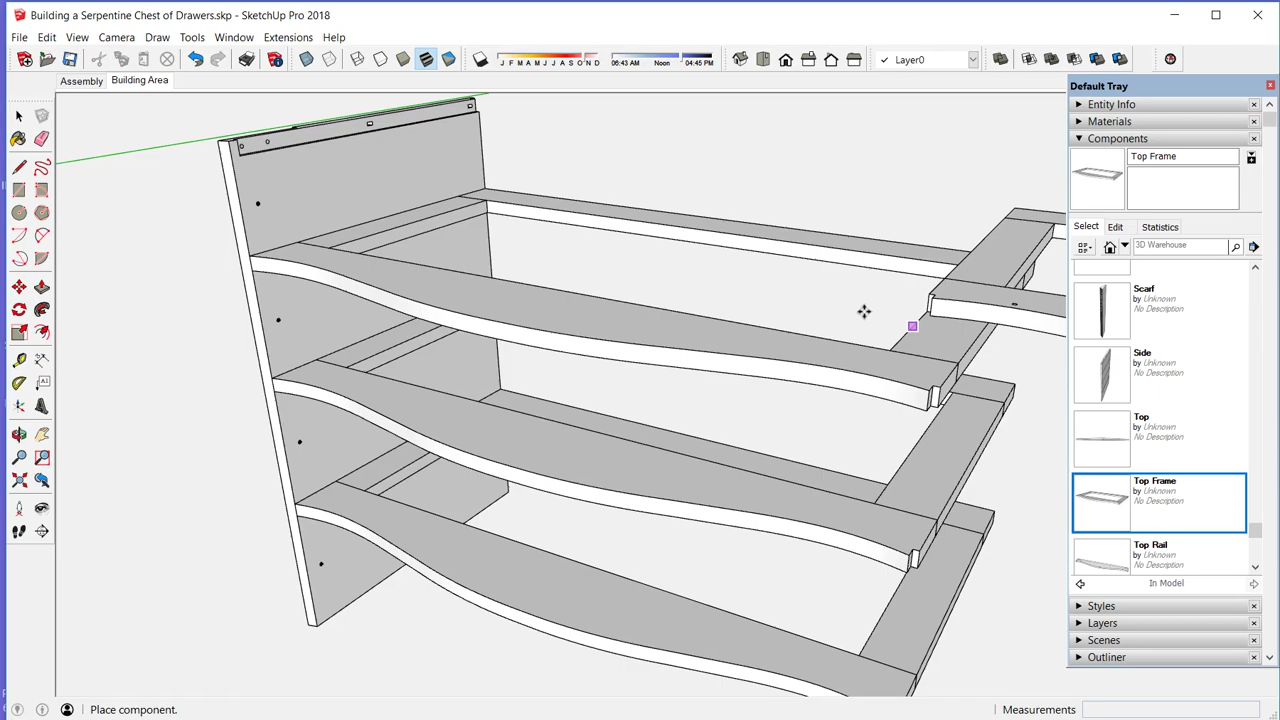 Building a Serpentine Chest of Drawers.skp - SketchUp Pro 2018
File Edit View Camera Draw Tools Window Extensions Help
J F M A M J J A S O N D 06:43 AM Noon 04:45 PM Layer0
Assembly Building Area
Default Tray
Entity Info
Materials
Components
Top Frame
Select Edit Statistics
3D Warehouse
Scarf
by Unknown
No Description
Side
by Unknown
No Description
Top
by Unknown
No Description
Top Frame
by Unknown
No Description
Top Rail
by Unknown
No Description
In Model
Styles
Layers
Scenes
Outliner
Place component. Measurements